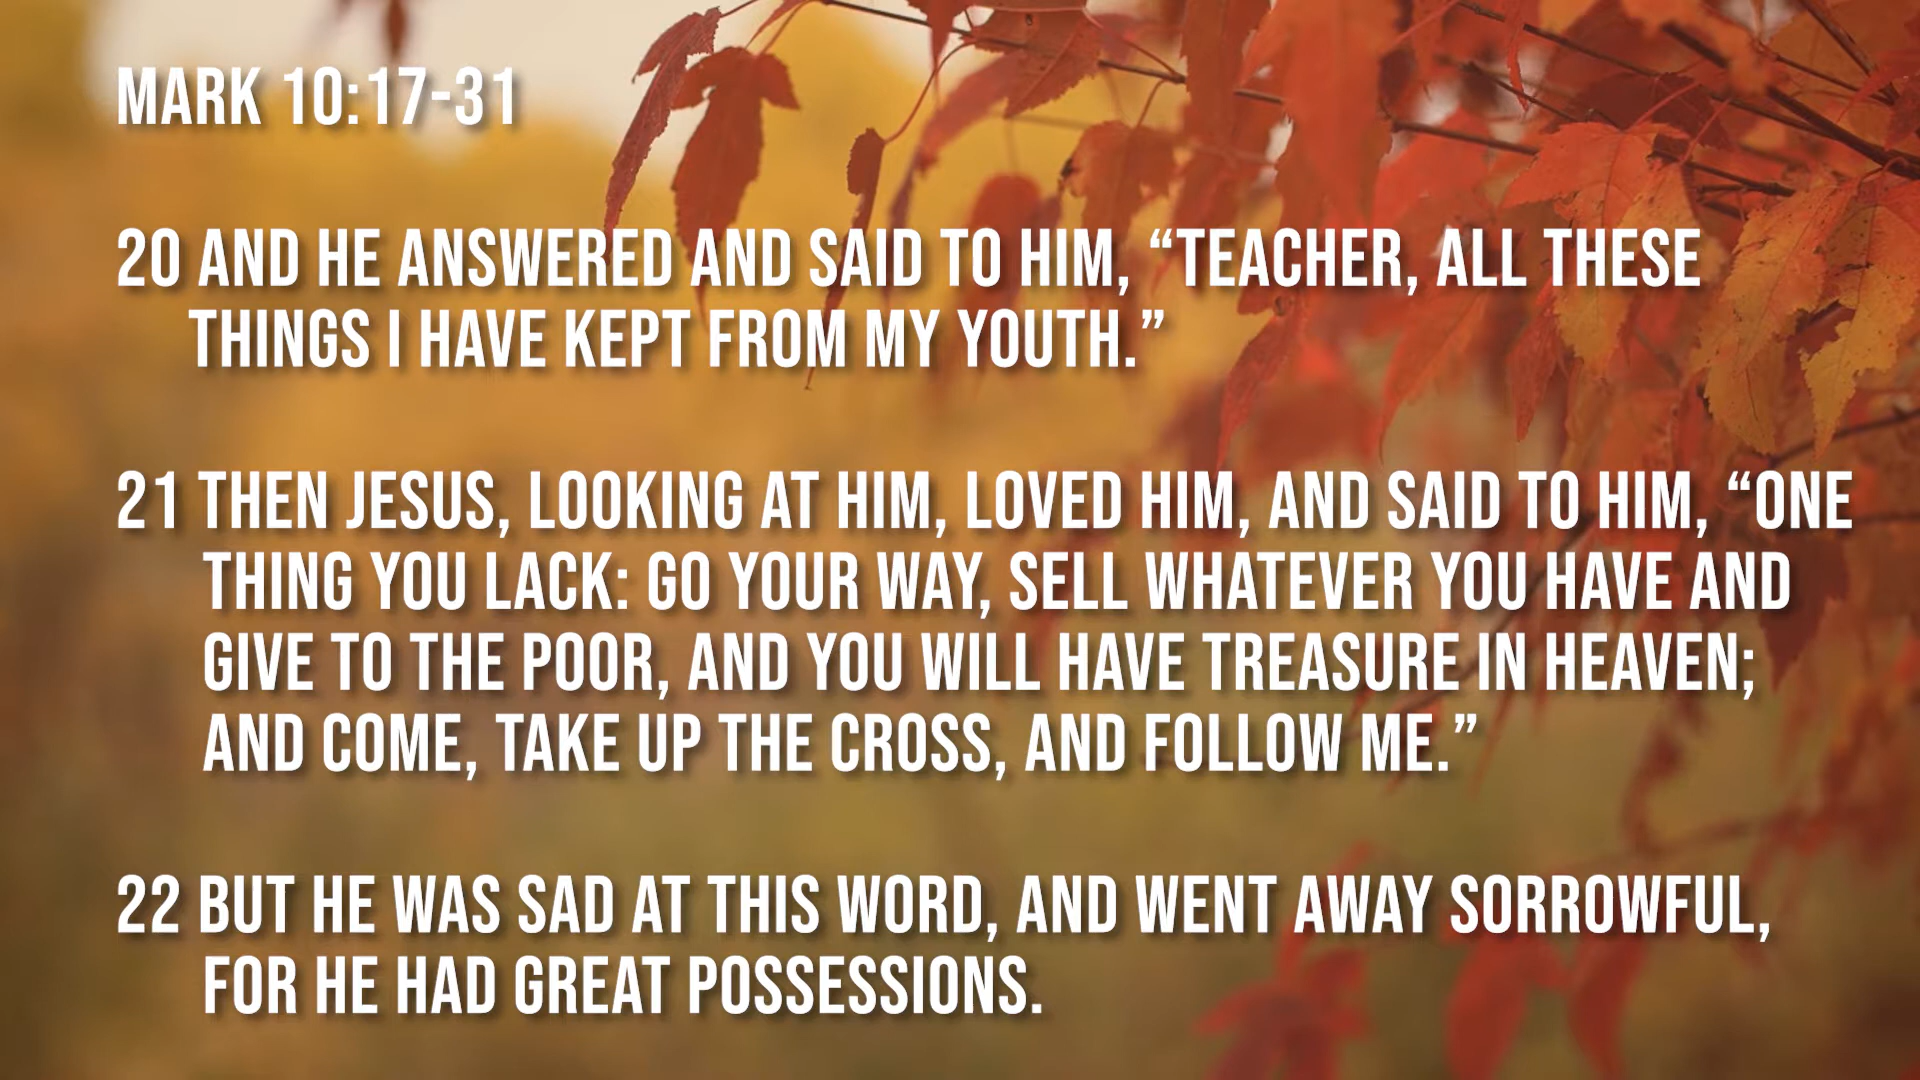 MARK 10:17-31
20 AND HE ANSWERED AND SAID TO HIM, “TEACHER, ALL THESE
THINGS I HAVE KEPT FROM MY YOUTH.”
21 THEN JESUS, LOOKING AT HIM, LOVED HIM, AND SAID TO HIM, “ONE
THING YOU LACK: GO YOUR WAY, SELL WHATEVER YOU HAVE AND
GIVE TO THE POOR, AND YOU WILL HAVE TREASURE IN HEAVEN;
AND COME, TAKE UP THE CROSS, AND FOLLOW ME.”
22 BUT HE WAS SAD AT THIS WORD, AND WENT AWAY SORROWFUL,
FOR HE HAD GREAT POSSESSIONS.